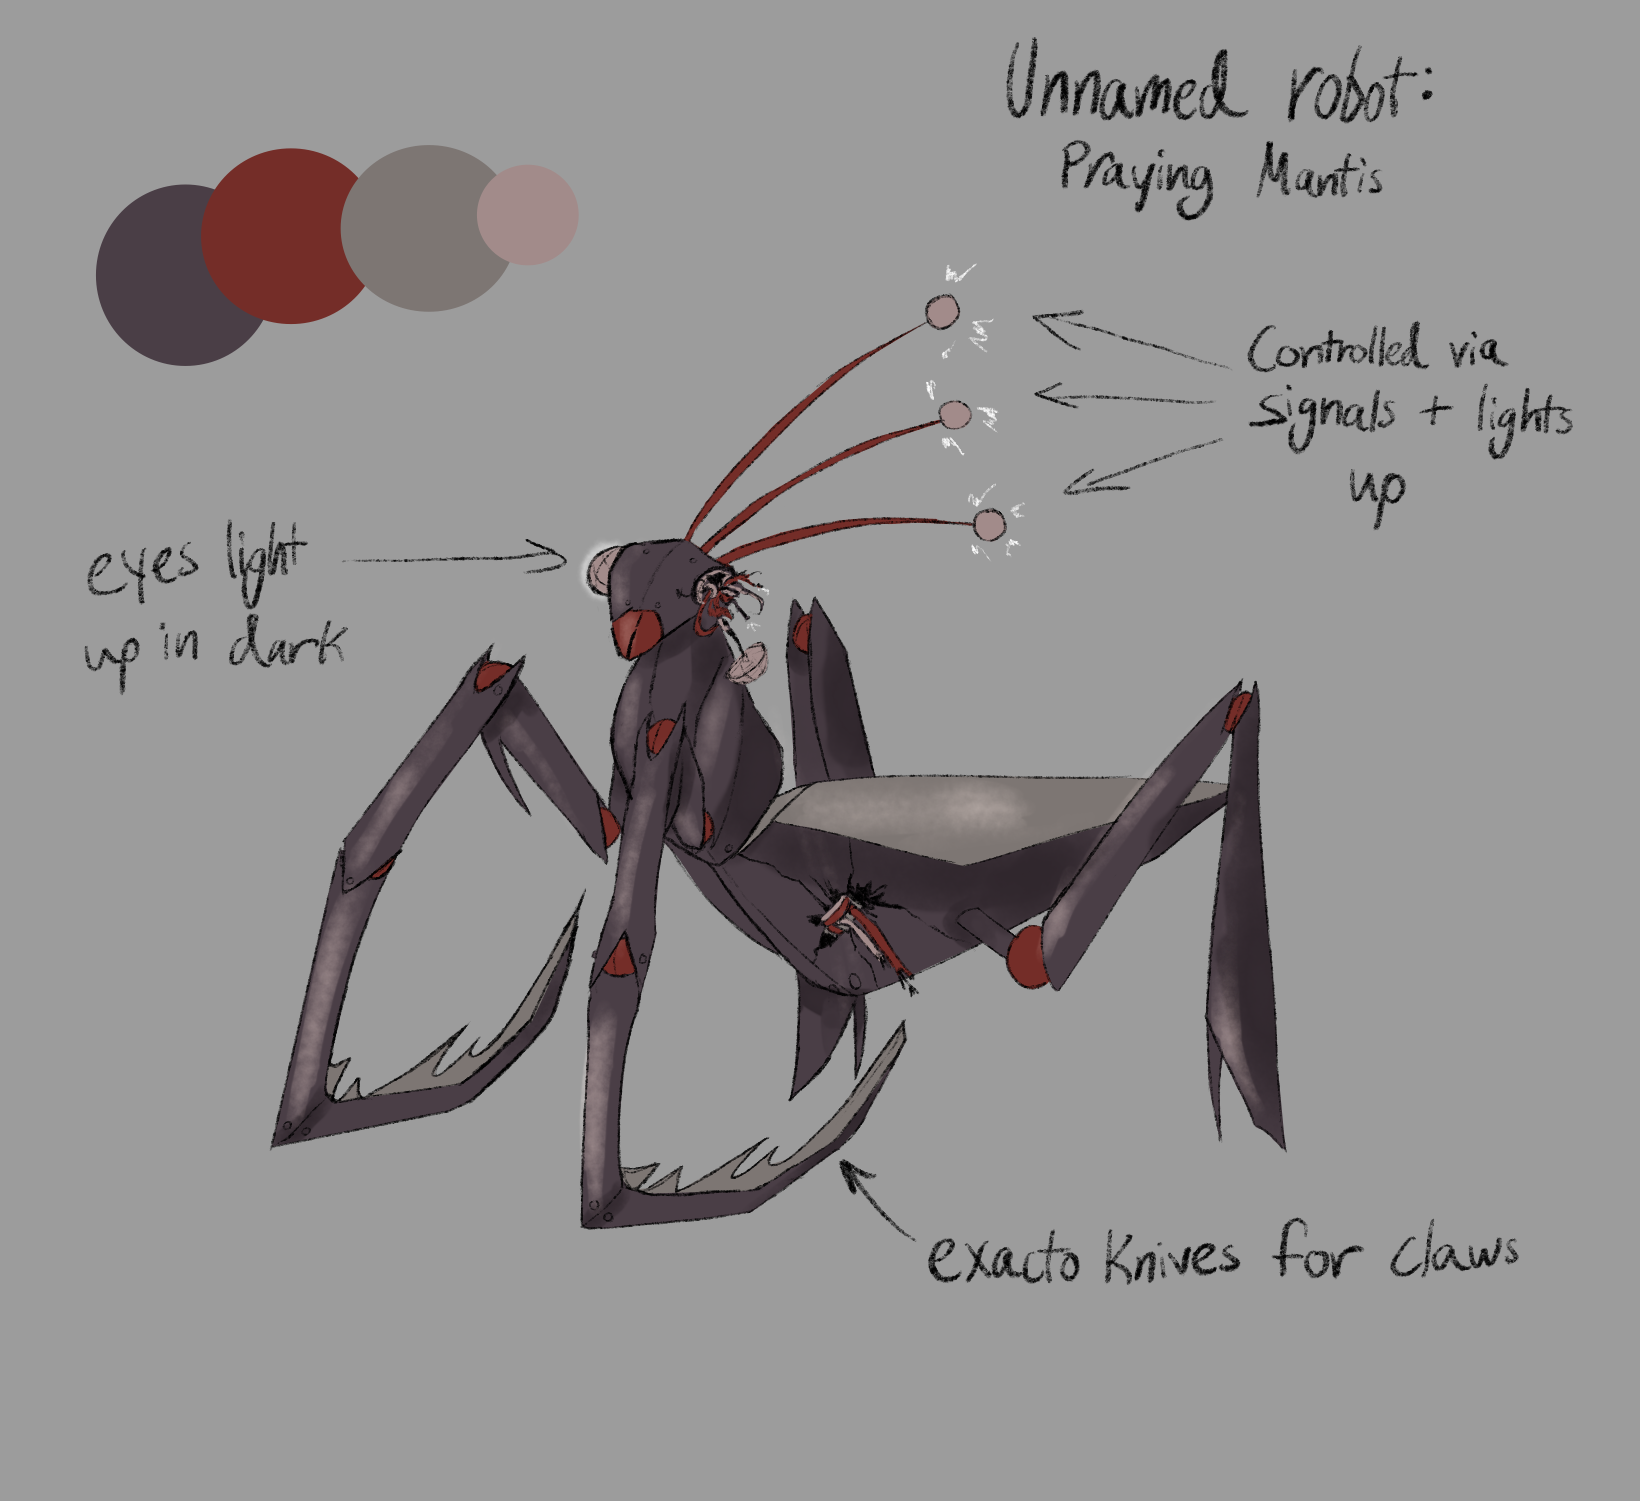 Unnamed robot:
Praying Mantis
Controlled via
signals + lights
up
eyes light
up in dark
exacto knives for claws